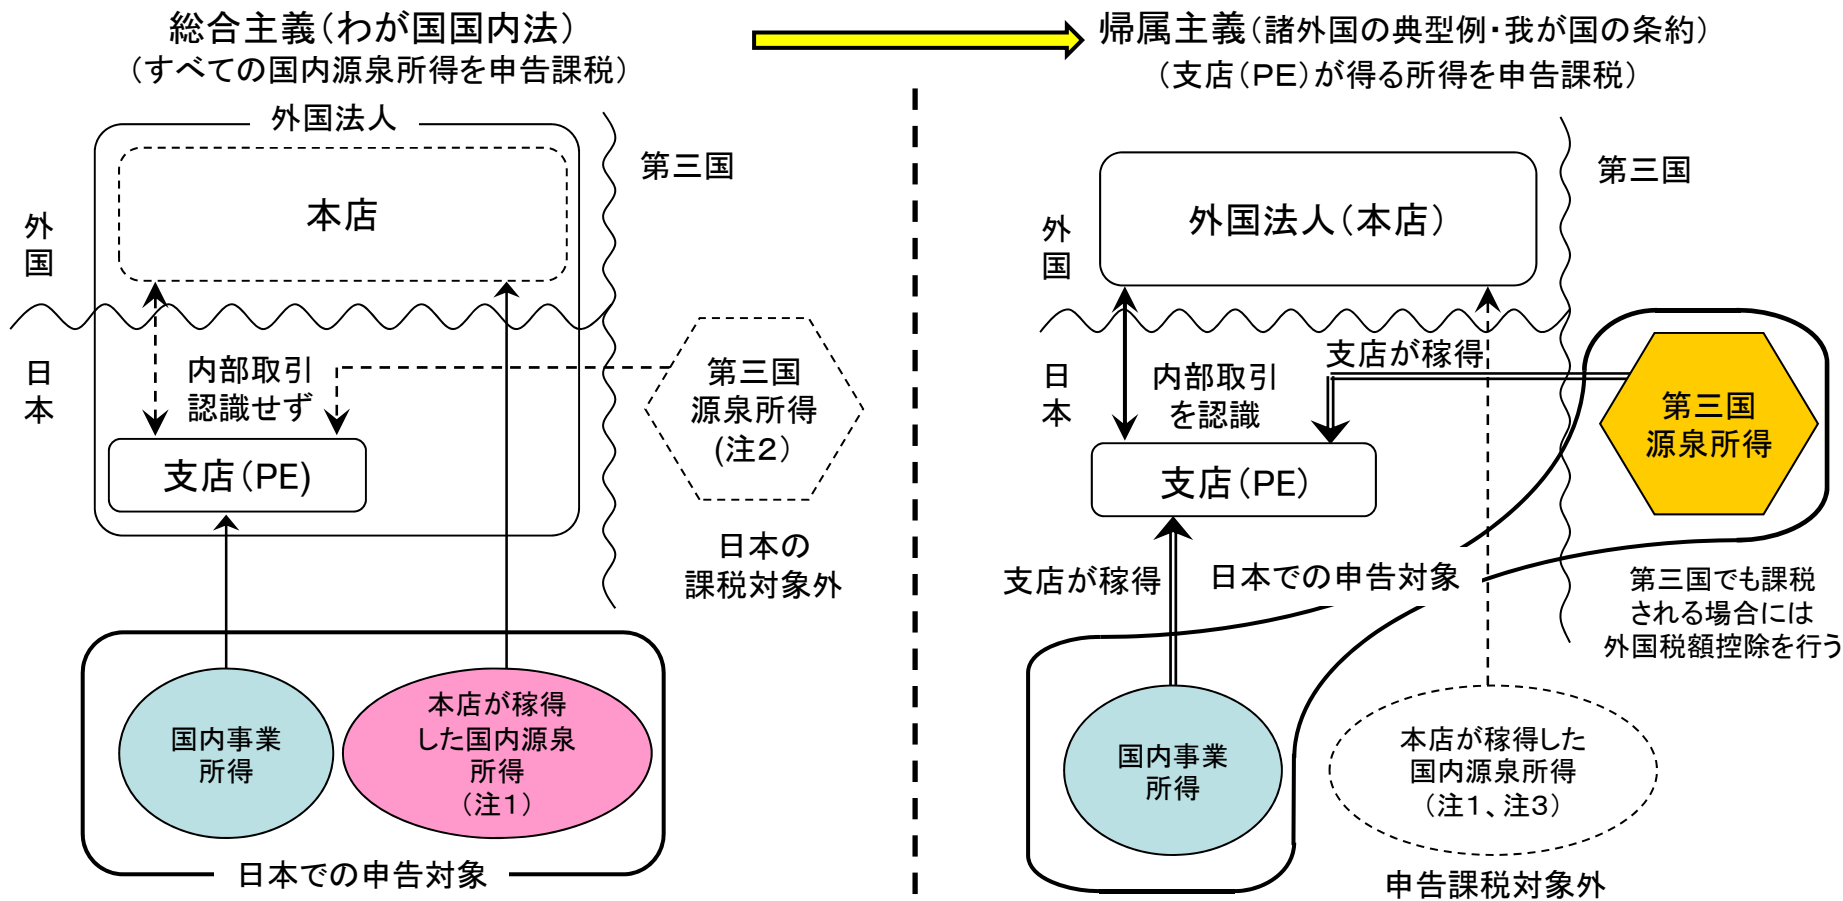 総合主義(わが国国内法)
(すべての国内源泉所得を申告課税)
外国法人
第三国
本店
外国
日本
内部取引
認識せず
第三国
源泉所得
(注2)
支店(PE)
日本の
課税対象外
国内事業
所得
本店が稼得
した国内源泉
所得
(注1)
日本での申告対象
帰属主義(諸外国の典型例・我が国の条約)
(支店(PE)が得る所得を申告課税)
第三国
外国法人(本店)
外国
日本
支店が稼得
内部取引
を認識
第三国
源泉所得
支店(PE)
支店が稼得
日本での申告対象
第三国でも課税
される場合には
外国税額控除を行う
国内事業
所得
本店が稼得した
国内源泉所得
(注1、注3)
申告課税対象外